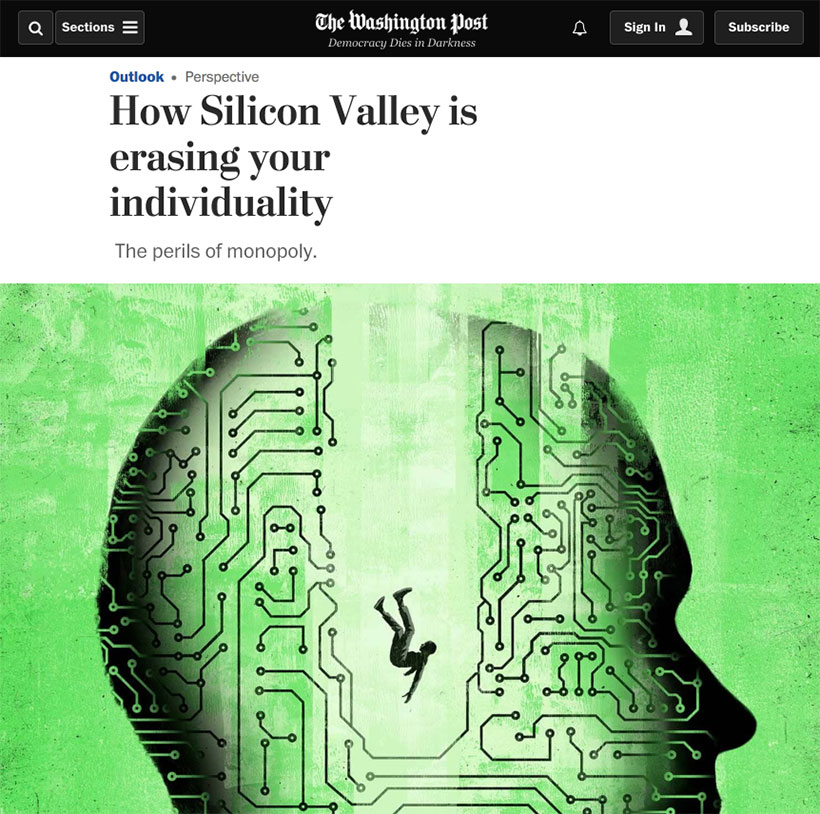 Sections
The Washington Post
Democracy Dies in Darkness
Sign In
Subscribe
Outlook • Perspective
How Silicon Valley is
erasing your
individuality
The perils of monopoly.